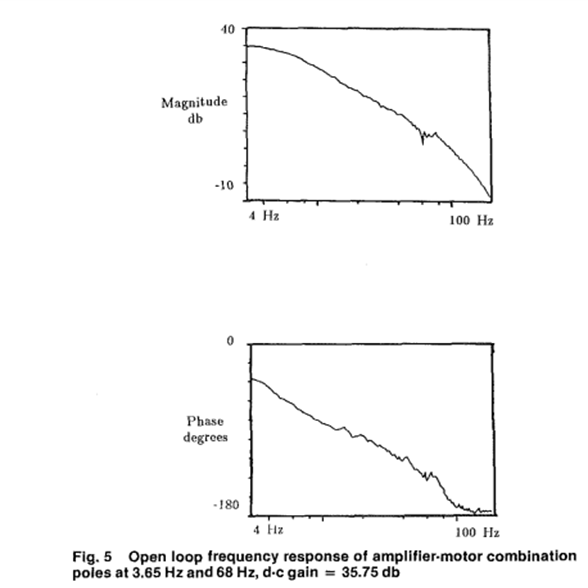 40
Magnitude
db
-10
4 Hz
100 Hz
0
Phase
degrees
-180
4 Hz
100 Hz
Fig. 5 Open loop frequency response of amplifier-motor combination
poles at 3.65 Hz and 68 Hz, d-c gain = 35.75 db